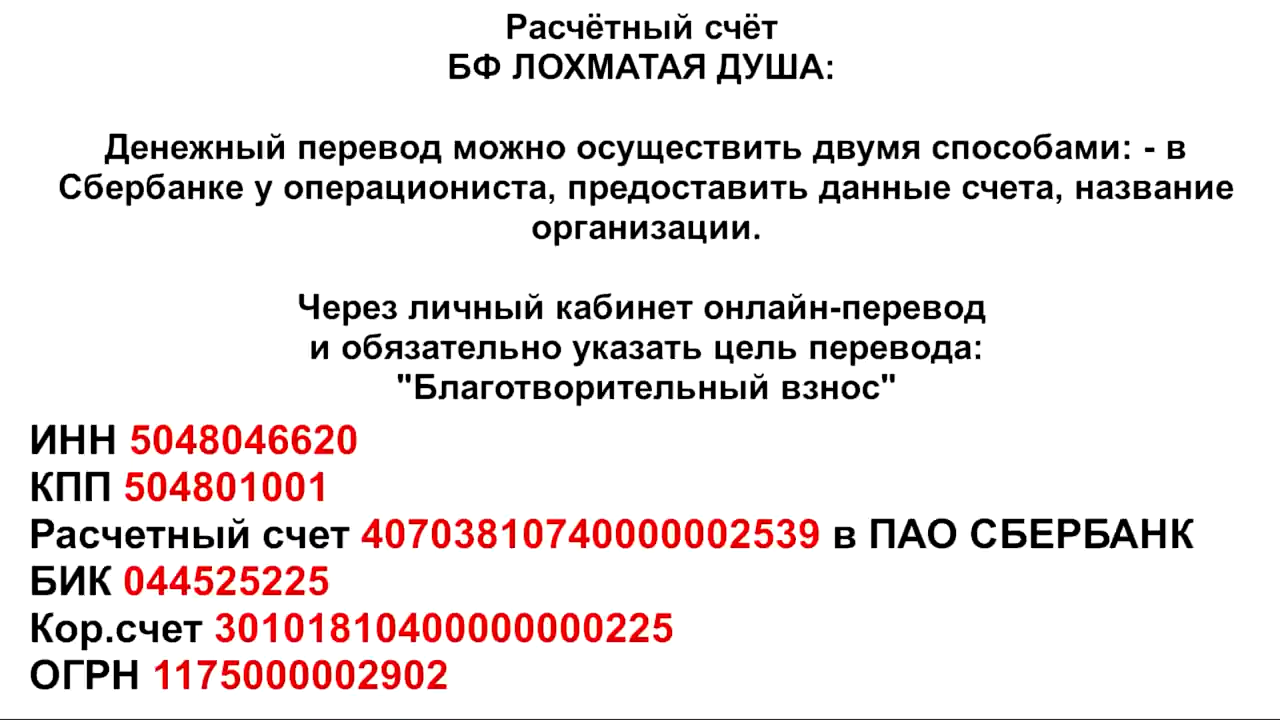 Расчётный счёт
БФ ЛОХМАТАЯ ДУША:
Денежный перевод можно осуществить двумя способами: - в
Сбербанке у операциониста, предоставить данные счета, название
организации.
Через личный кабинет онлайн-перевод
и обязательно указать цель перевода:
"Благотворительный взнос"
ИНН 5048046620
КПП 504801001
Расчетный счет 40703810740000002539 в ПАО СБЕРБАНК
БИК 044525225
Кор.счет 30101810400000000225
ОГРН 1175000002902